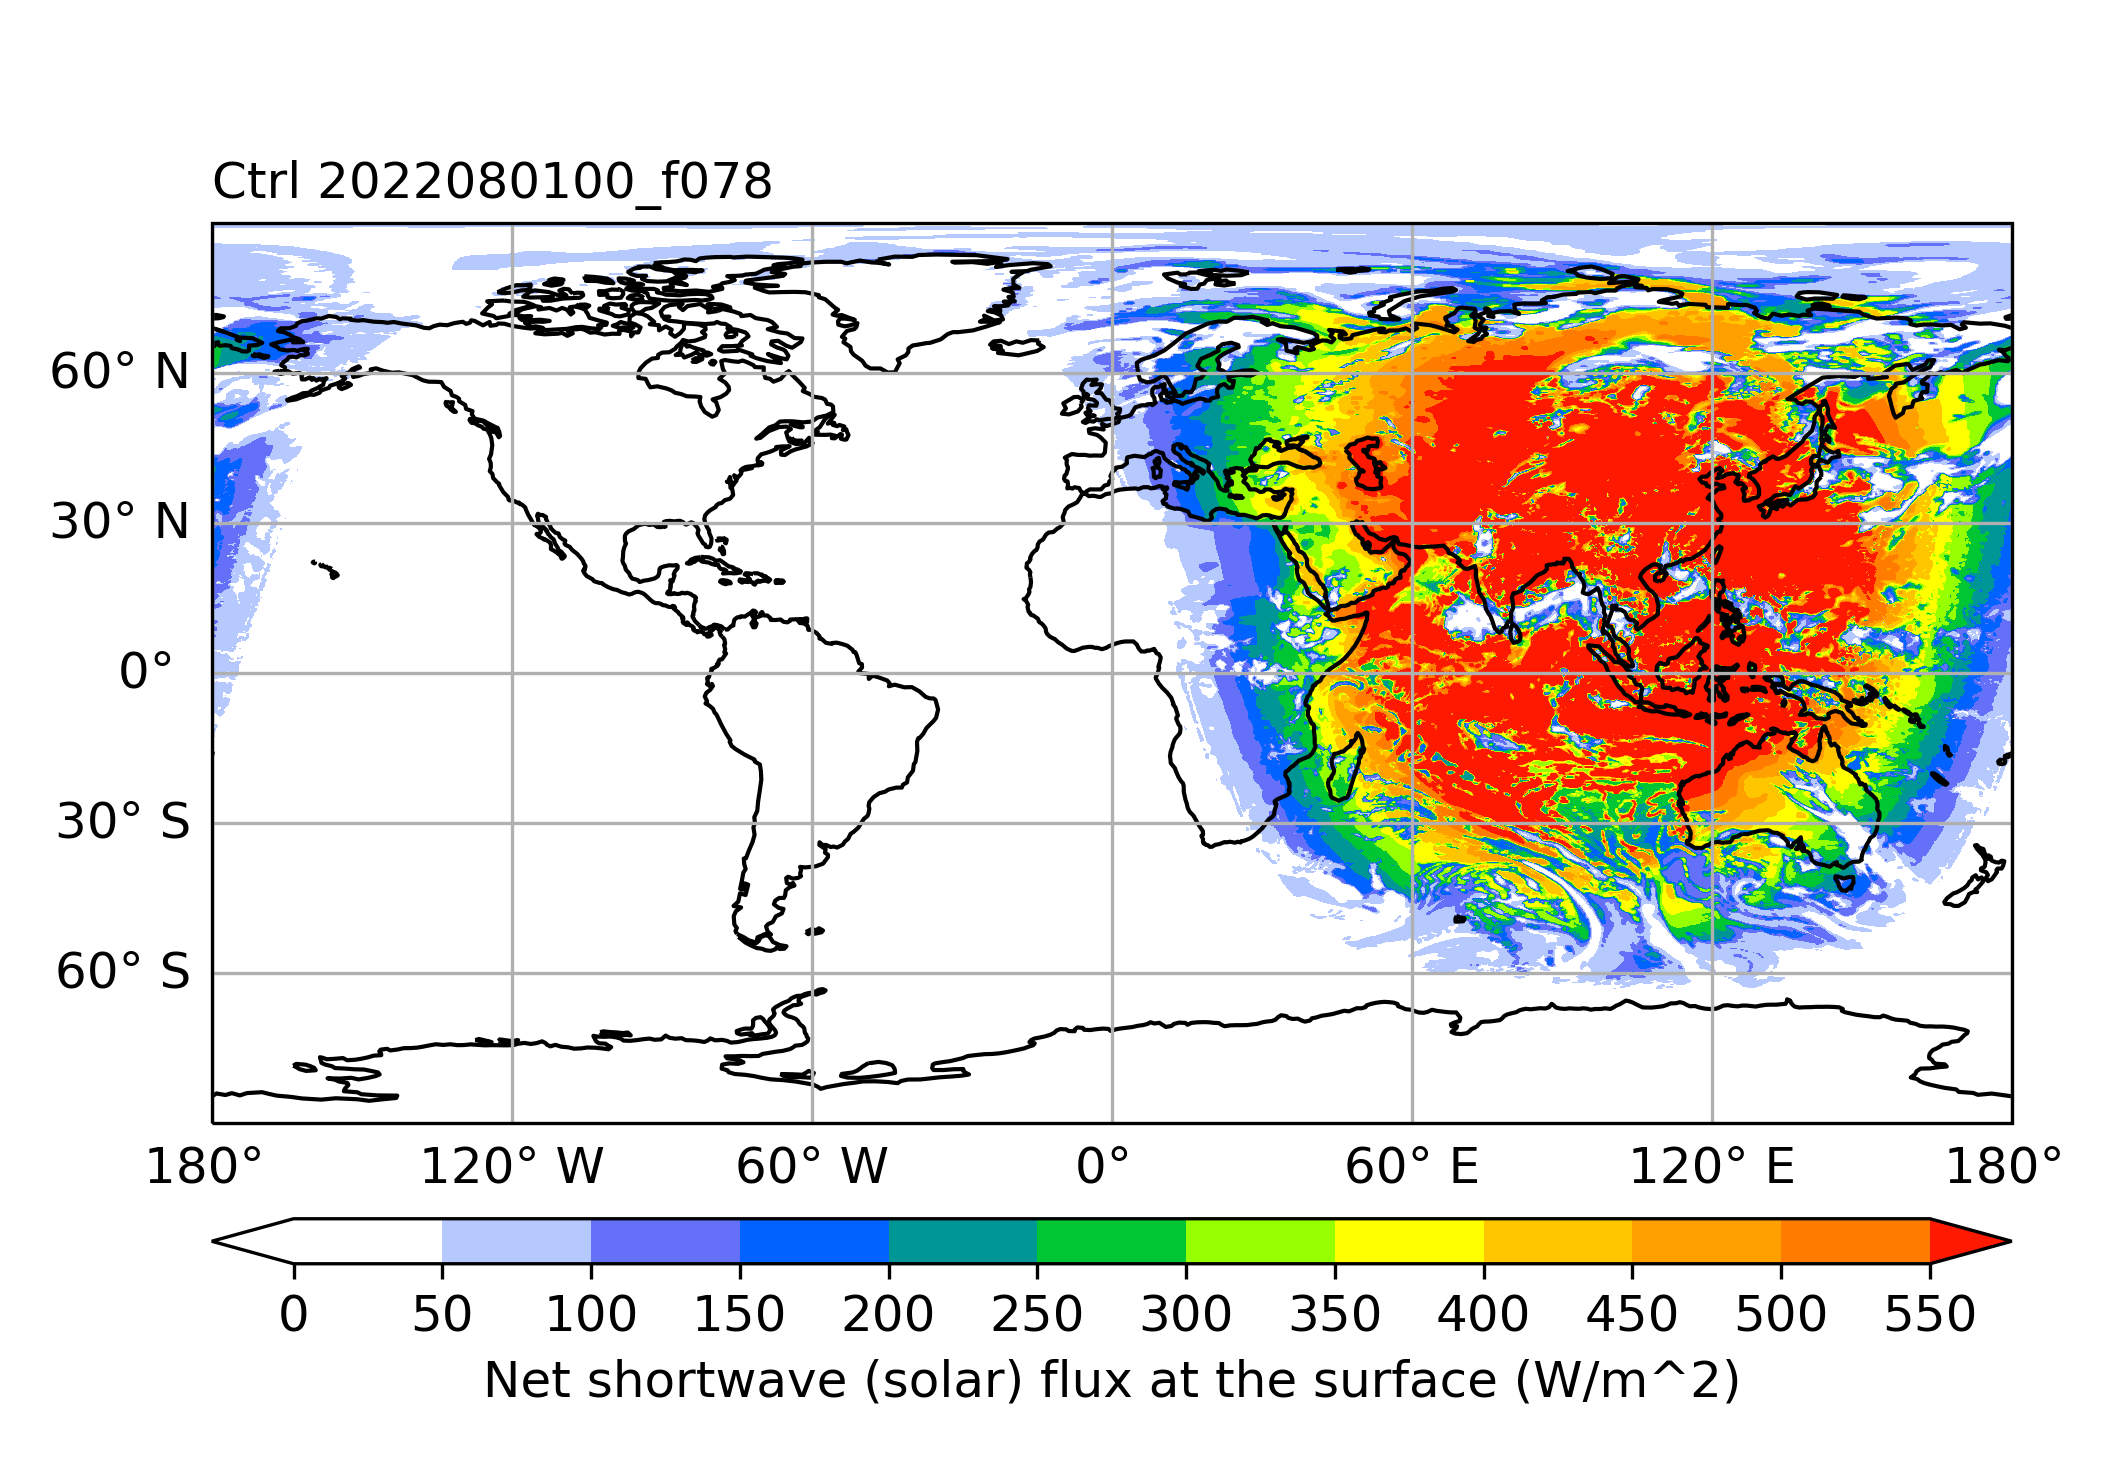 Ctrl 2022080100_f078
60° N
30° N
0°
30° S
60° S
180° 120° W 60° W 0° 60° E 120° E 180°
0 50 100 150 200 250 300 350 400 450 500 550
Net shortwave (solar) flux at the surface (W/m^2)